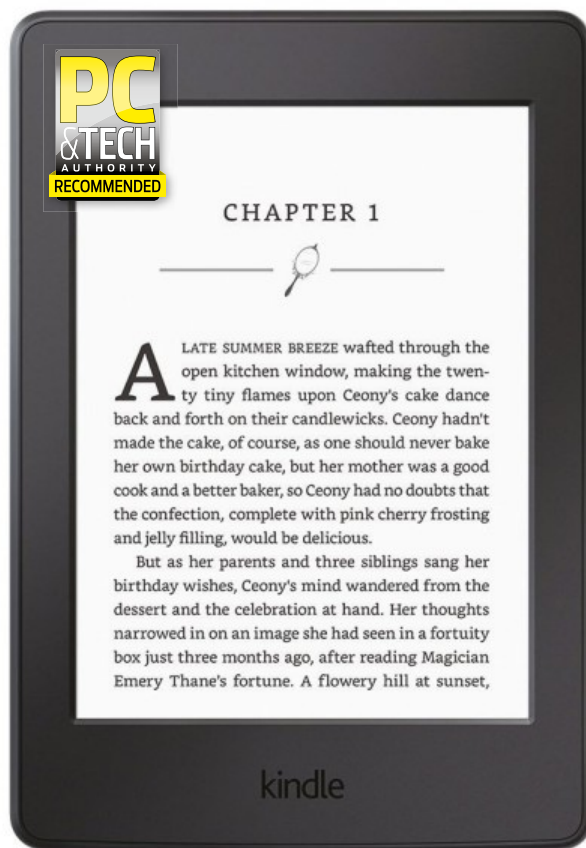 PC
&TECH
AUTHORITY
RECOMMENDED
CHAPTER 1
A LATE SUMMER BREEZE wafted through the
open kitchen window, making the twen-
ty tiny flames upon Ceony's cake dance
back and forth on their candlewicks. Ceony hadn't
made the cake, of course, as one should never bake
her own birthday cake, but her mother was a good
cook and a better baker, so Ceony had no doubts that
the confection, complete with pink cherry frosting
and jelly filling, would be delicious.
But as her parents and three siblings sang her
birthday wishes, Ceony's mind wandered from the
dessert and the celebration at hand. Her thoughts
narrowed in on an image she had seen in a fortuity
box just three months ago, after reading Magician
Emery Thane's fortune. A flowery hill at sunset,
kindle